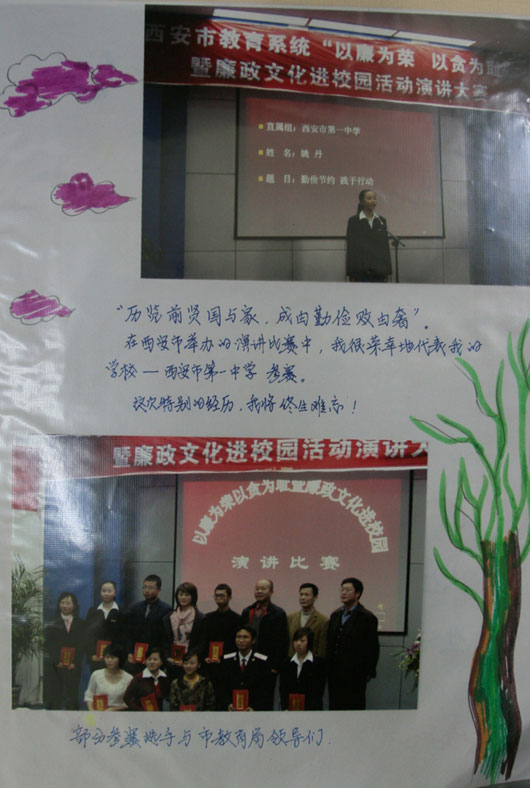 西安市教育系统“以廉为荣 以贪为耻
暨廉政文化进校园活动演讲大赛
直属组：西安市第一中学
姓 名：姚 丹
题 目：勤俭节约 践于行动
“历览前贤国与家，成由勤俭败由奢”。
在西安市举办的演讲比赛中，我很荣幸地代表我的
学校—西安市第一中学 参赛。
这次特别的经历，我将终生难忘！
暨廉政文化进校园活动演讲大
以廉为荣以贪为耻暨廉政文化进校园
演讲比赛
部分参赛选手与市教育局领导们